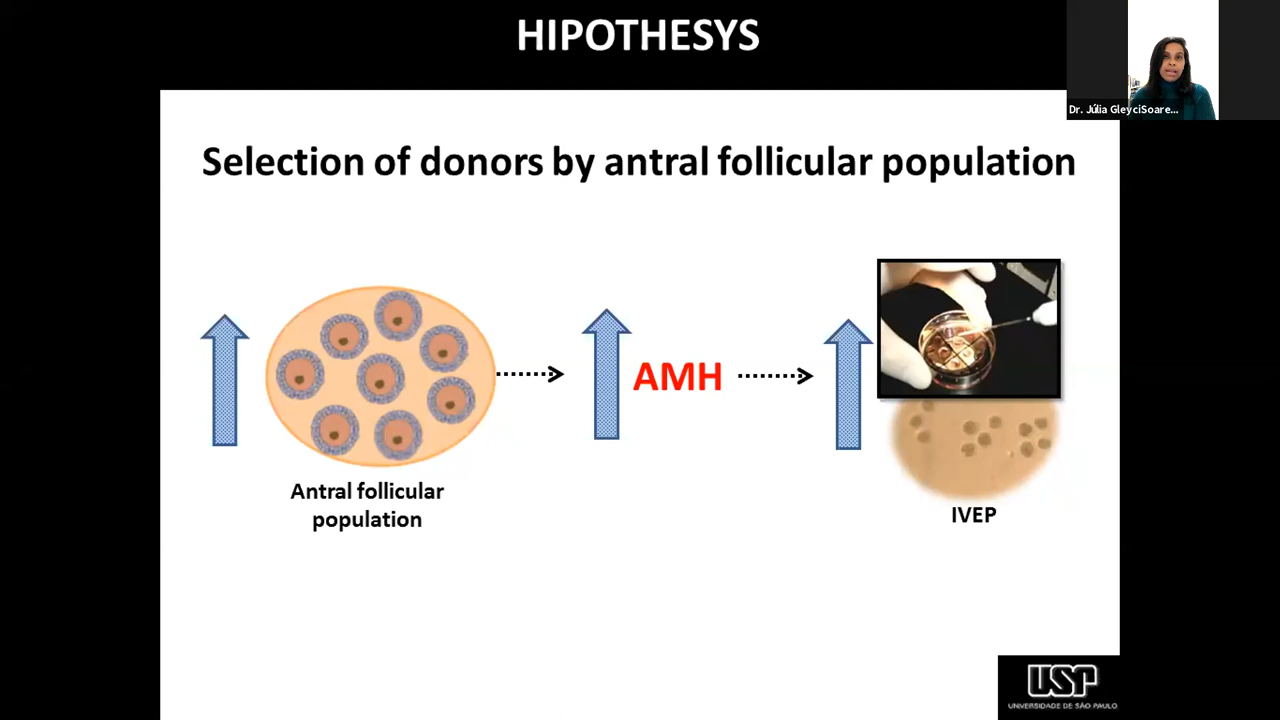 HIPOTHESYS
Dr. Júlia GleyciSoare...
Selection of donors by antral follicular population
AMH
Antral follicular
population
IVEP
USP
UNIVERSIDADE DE SÃO PAULO